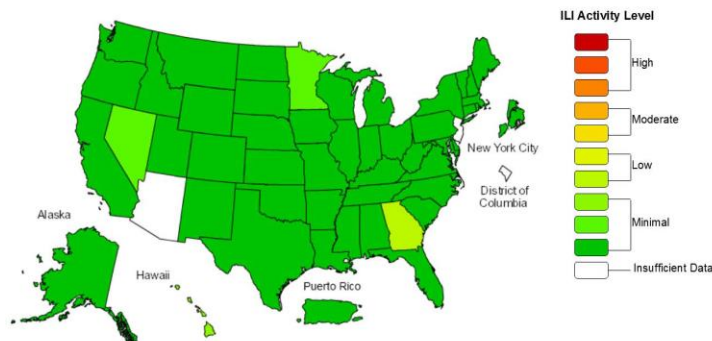 ILI Activity Level
High
Moderate
Low
Minimal
Insufficient Data
New York City
District of
Columbia
Alaska
Hawaii
Puerto Rico